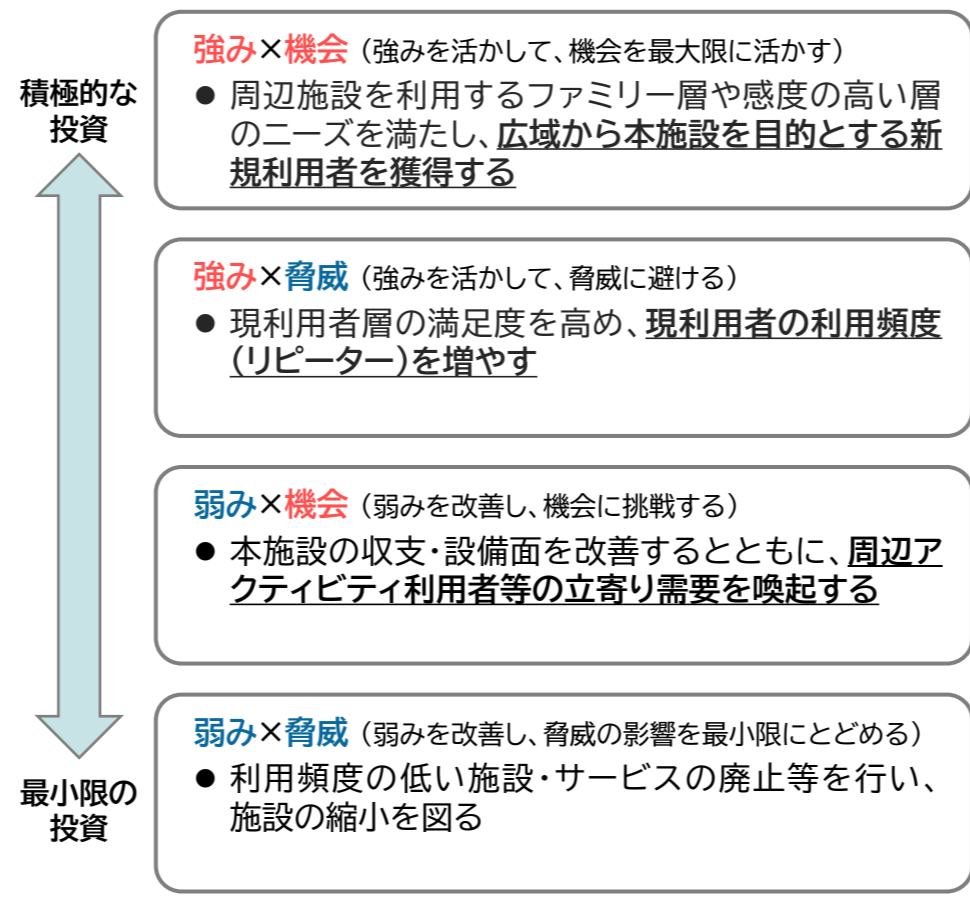 積極的な
投資
強み×機会（強みを活かして、機会を最大限に活かす）
● 周辺施設を利用するファミリー層や感度の高い層
のニーズを満たし、広域から本施設を目的とする新
規利用者を獲得する
強み×脅威（強みを活かして、脅威に避ける）
● 現利用者層の満足度を高め、現利用者の利用頻度
（リピーター）を増やす
弱み×機会（弱みを改善し、機会に挑戦する）
● 本施設の収支・設備面を改善するとともに、周辺ア
クティビティ利用者等の立寄り需要を喚起する
弱み×脅威（弱みを改善し、脅威の影響を最小限にとどめる）
● 利用頻度の低い施設・サービスの廃止等を行い、
施設の縮小を図る
最小限の
投資